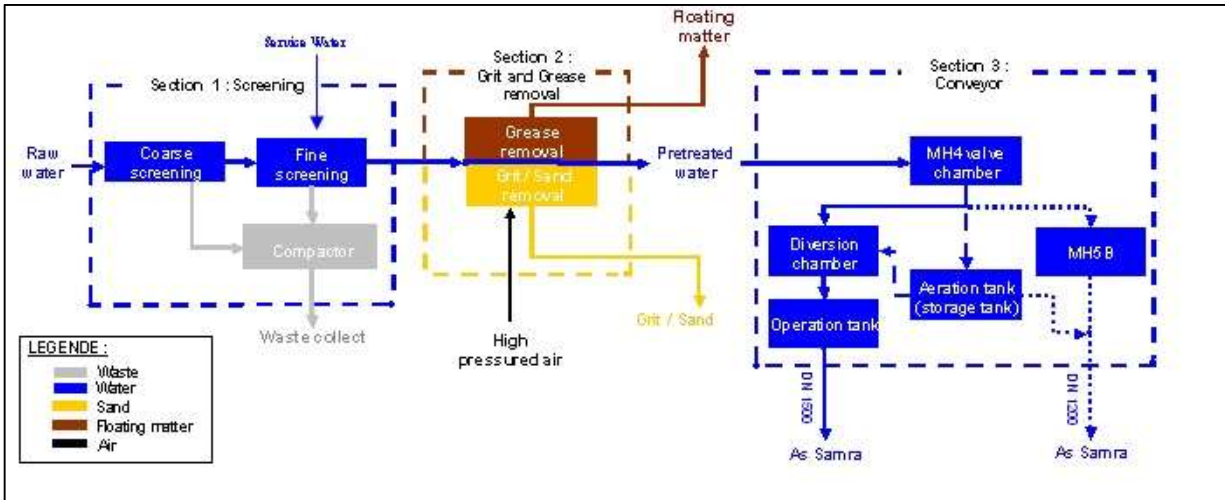 Service Water
Section 1 : Screening
Raw
water
Coarse
screening
Fine
screening
Compactor
Waste collect
Section 2 :
Grit and Grease
removal
Floating
matter
Grease
removal
Grit / Sand
removal
High
pressured air
Grit / Sand
Pretreated
water
Section 3 :
Conveyor
MH4 valve
chamber
Diversion
chamber
Operation tank
Aeration tank
(storage tank)
MH5 B
DN 1500
As Samra
DN 1200
As Samra
LEGENDE :
Waste
Water
Sand
Floating matter
Air